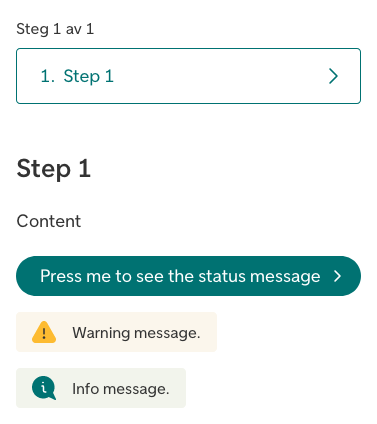 Steg 1 av 1
1. Step 1
Step 1
Content
Press me to see the status message
Warning message.
Info message.